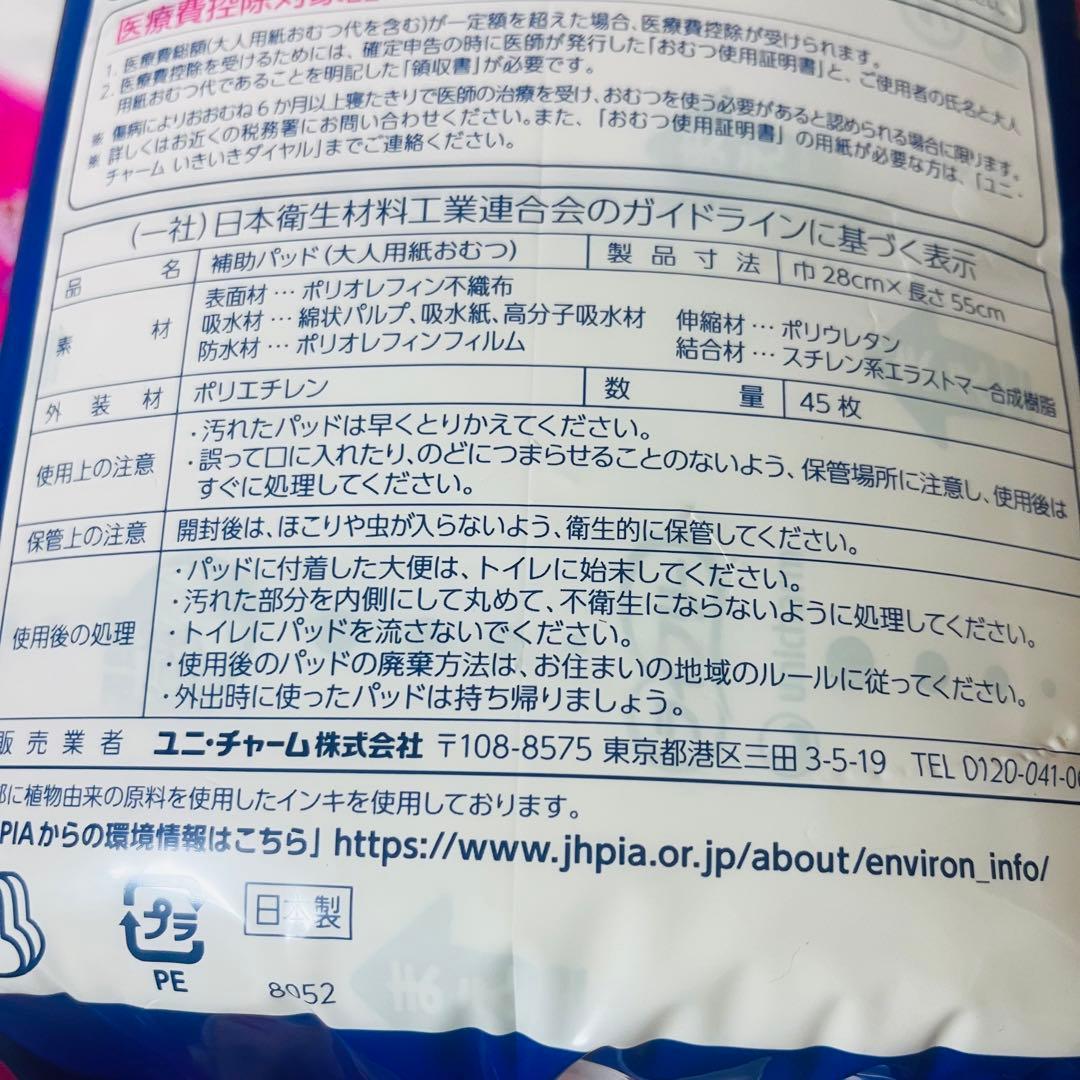 医療費控除対象
1. 医療費総額(大人用紙おむつ代を含む)が一定額を超えた場合、医療費控除が受けられます。
2. 医療費控除を受けるためには、確定申告の時に医師が発行した「おむつ使用証明書」と、ご使用者の氏名と大人
用紙おむつ代であることを明記した「領収書」が必要です。
※ 傷病によりおおむね6か月以上寝たきりで医師の治療を受け、おむつを使う必要があると認められる場合に限ります。
※ 詳しくはお近くの税務署にお問い合わせください。また、「おむつ使用証明書」の用紙が必要な方は、「ユニ・
チャーム いきいきダイヤル」までご連絡ください。
(一社)日本衛生材料工業連合会のガイドラインに基づく表示
品名 補助パッド(大人用紙おむつ) 製品寸法 巾28cm×長さ55cm
素材 表面材…ポリオレフィン不織布
吸水材…綿状パルプ、吸水紙、高分子吸水材 伸縮材…ポリウレタン
防水材…ポリオレフィンフィルム 結合材…スチレン系エラストマー合成樹脂
外装材 ポリエチレン 数量 45枚
使用上の注意 ・汚れたパッドは早くとりかえてください。
・誤って口に入れたり、のどにつまらせることのないよう、保管場所に注意し、使用後は
すぐに処理してください。
保管上の注意 開封後は、ほこりや虫が入らないよう、衛生的に保管してください。
使用後の処理 ・パッドに付着した大便は、トイレに始末してください。
・汚れた部分を内側にして丸めて、不衛生にならないように処理してください。
・トイレにパッドを流さないでください。
・使用後のパッドの廃棄方法は、お住まいの地域のルールに従ってください。
・外出時に使ったパッドは持ち帰りましょう。
販売業者 ユニ・チャーム株式会社 〒108-8575 東京都港区三田3-5-19 TEL 0120-041-0
部に植物由来の原料を使用したインキを使用しております。
PIAからの環境情報はこちら」https://www.jhpia.or.jp/about/environ_info/
プラ
PE
日本製
8052